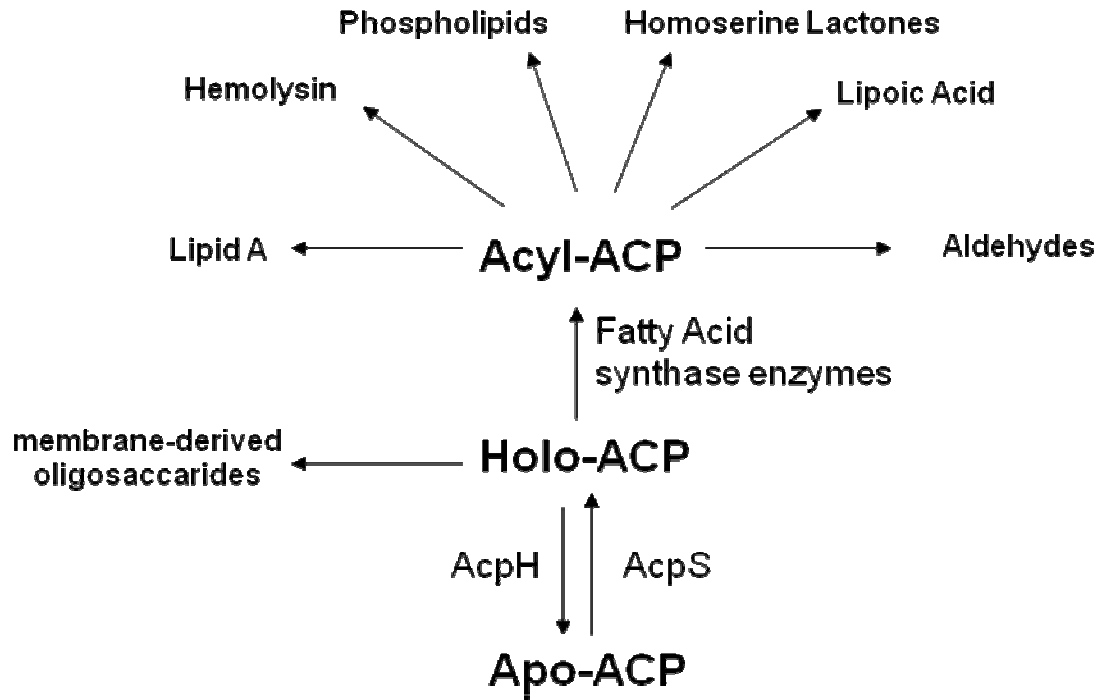 Phospholipids
Homoserine Lactones
Hemolysin
Lipoic Acid
Lipid A
Acyl-ACP
Aldehydes
Fatty Acid
synthase enzymes
membrane-derived
oligosaccarides
Holo-ACP
AcpH
AcpS
Apo-ACP